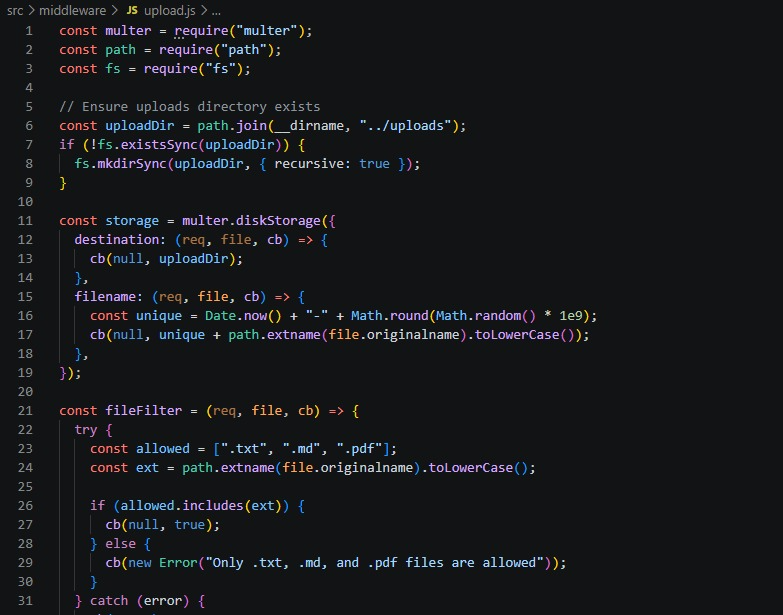 src > middleware > JS upload.js > ...
1 const multer = require("multer");
2 const path = require("path");
3 const fs = require("fs");
4
5 // Ensure uploads directory exists
6 const uploadDir = path.join(__dirname, "../uploads");
7 if (!fs.existsSync(uploadDir)) {
8   fs.mkdirSync(uploadDir, { recursive: true });
9 }
10
11 const storage = multer.diskStorage({
12   destination: (req, file, cb) => {
13     cb(null, uploadDir);
14   },
15   filename: (req, file, cb) => {
16     const unique = Date.now() + "-" + Math.round(Math.random() * 1e9);
17     cb(null, unique + path.extname(file.originalname).toLowerCase());
18   },
19 });
20
21 const fileFilter = (req, file, cb) => {
22   try {
23     const allowed = [".txt", ".md", ".pdf"];
24     const ext = path.extname(file.originalname).toLowerCase();
25
26     if (allowed.includes(ext)) {
27       cb(null, true);
28     } else {
29       cb(new Error("Only .txt, .md, and .pdf files are allowed"));
30     }
31   } catch (error) {